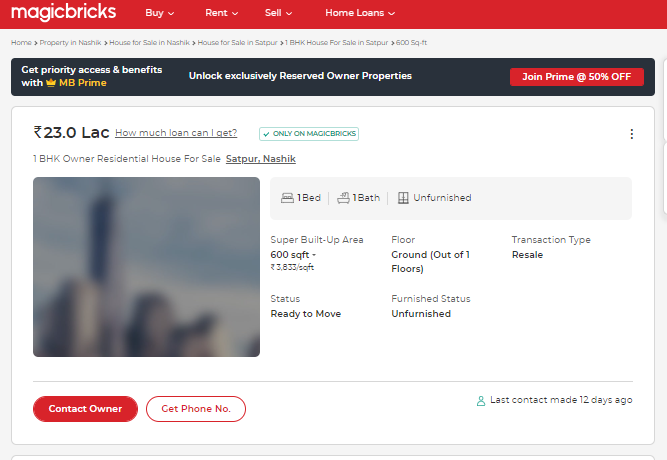 magicbricks
Buy Rent Sell Home Loans
Home > Property in Nashik > House for Sale in Nashik > House for Sale in Satpur > 1 BHK House For Sale in Satpur > 600 Sq-ft
Get priority access & benefits
with MB Prime
Unlock exclusively Reserved Owner Properties
Join Prime @ 50% OFF
₹23.0 Lac How much loan can I get? ✓ ONLY ON MAGICBRICKS
1 BHK Owner Residential House For Sale Satpur, Nashik
1 Bed 1 Bath Unfurnished
Super Built-Up Area
600 sqft
₹3,833/sqft
Floor
Ground (Out of 1
Floors)
Transaction Type
Resale
Status
Ready to Move
Furnished Status
Unfurnished
Contact Owner Get Phone No.
Last contact made 12 days ago